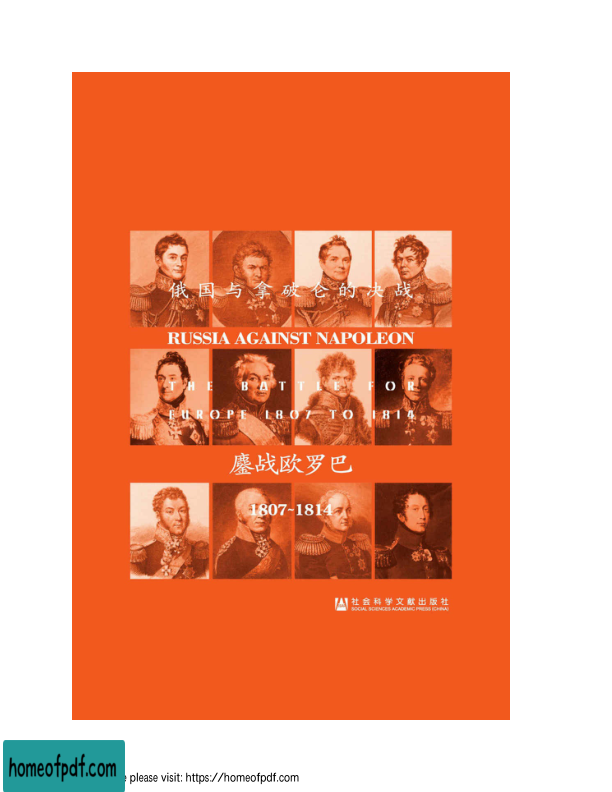 俄国与拿破仑的决战
RUSSIA AGAINST NAPOLEON
THE BATTLE FOR
EUROPE 1807 TO 1814
鏖战欧罗巴
1807~1814
社会科学文献出版社
SOCIAL SCIENCES ACADEMIC PRESS (CHINA)
homeofpdf.com
e please visit: https://homeofpdf.com